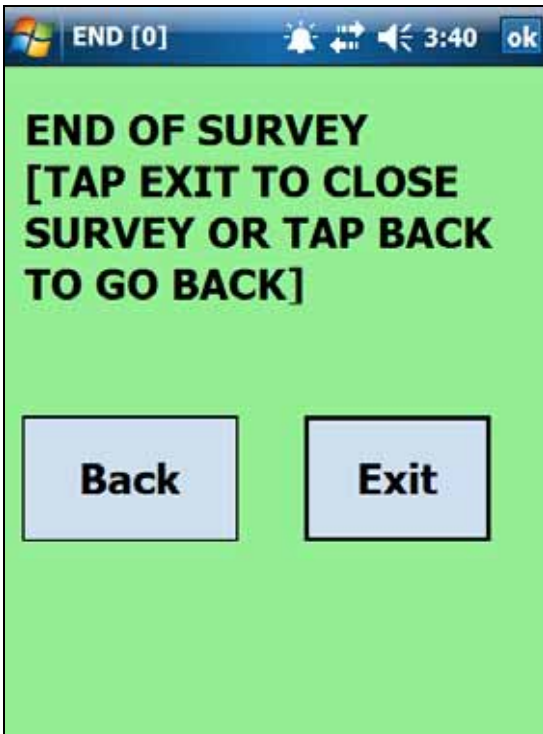 END [0] 3:40 ok
END OF SURVEY
[TAP EXIT TO CLOSE
SURVEY OR TAP BACK
TO GO BACK]
Back Exit